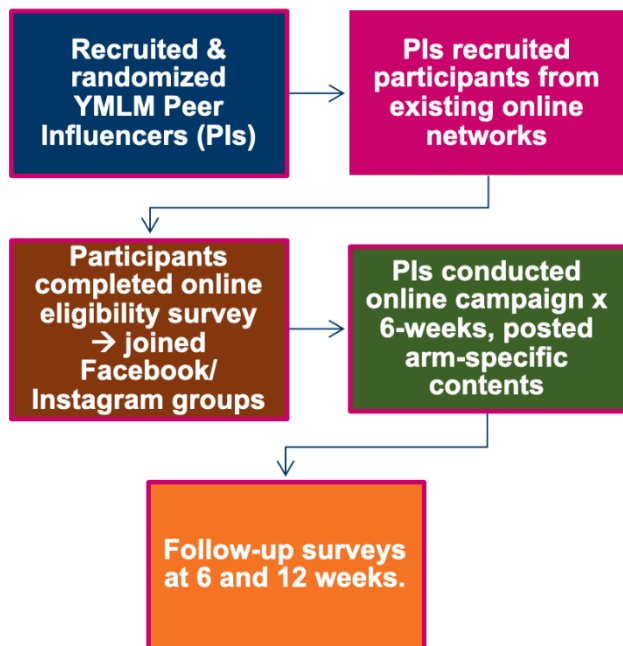 Recruited &
randomized
YMLM Peer
Influencers (PIs)
PIs recruited
participants from
existing online
networks
Participants
completed online
eligibility survey
→ joined
Facebook/
Instagram groups
PIs conducted
online campaign x
6-weeks, posted
arm-specific
contents
Follow-up surveys
at 6 and 12 weeks.